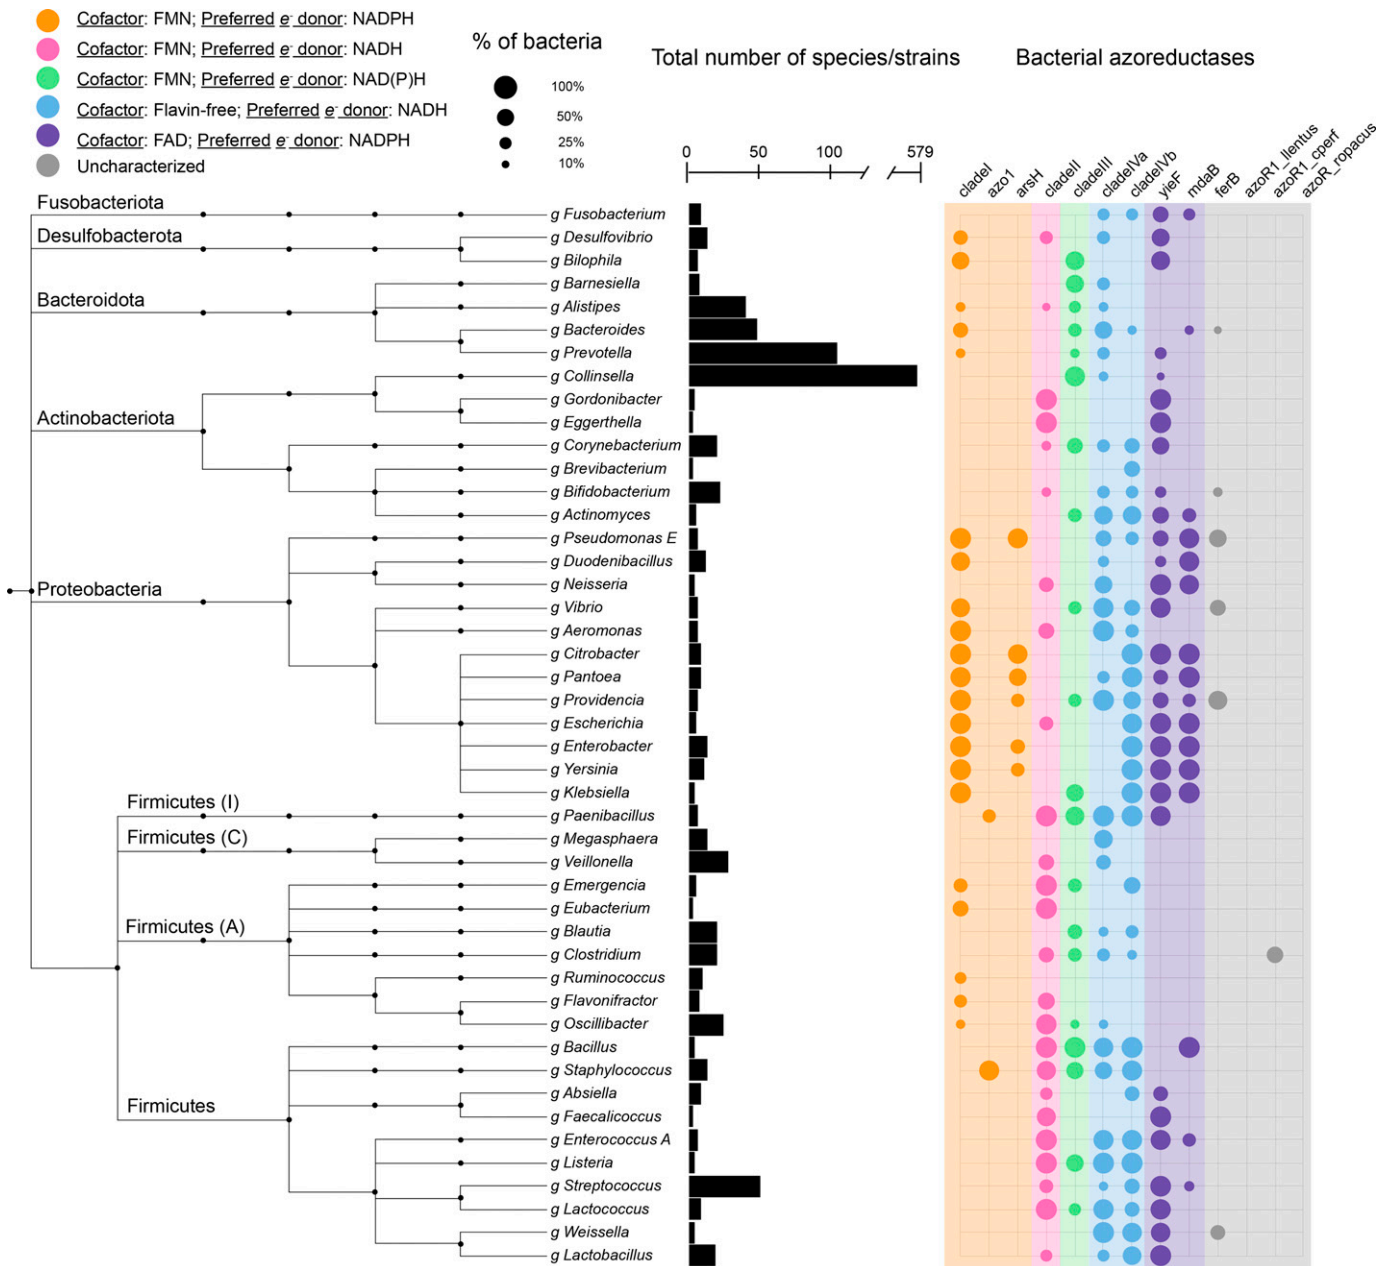 Cofactor: FMN; Preferred e- donor: NADPH
Cofactor: FMN; Preferred e- donor: NADH
Cofactor: FMN; Preferred e- donor: NAD(P)H
Cofactor: Flavin-free; Preferred e- donor: NADH
Cofactor: FAD; Preferred e- donor: NADPH
Uncharacterized
% of bacteria
100%
50%
25%
10%
Total number of species/strains
0 50 100 579
Bacterial azoreductases
cladeI
azo1
arsH
cladeII
cladeIII
cladeIVa
cladeIVb
yieF
mdaB
ferB
azoR1_llentus
azoR1_cperf
azoR_ropacus
Fusobacteriota
g Fusobacterium
Desulfobacterota
g Desulfovibrio
g Bilophila
Bacteroidota
g Barnesiella
g Alistipes
g Bacteroides
g Prevotella
Actinobacteriota
g Collinsella
g Gordonibacter
g Eggerthella
g Corynebacterium
g Brevibacterium
g Bifidobacterium
g Actinomyces
Proteobacteria
g Pseudomonas E
g Duodenibacillus
g Neisseria
g Vibrio
g Aeromonas
g Citrobacter
g Pantoea
g Providencia
g Escherichia
g Enterobacter
g Yersinia
g Klebsiella
Firmicutes (I)
g Paenibacillus
Firmicutes (C)
g Megasphaera
g Veillonella
Firmicutes (A)
g Emergencia
g Eubacterium
g Blautia
g Clostridium
g Ruminococcus
g Flavonifractor
g Oscillibacter
Firmicutes
g Bacillus
g Staphylococcus
g Absiella
g Faecalicoccus
g Enterococcus A
g Listeria
g Streptococcus
g Lactococcus
g Weissella
g Lactobacillus